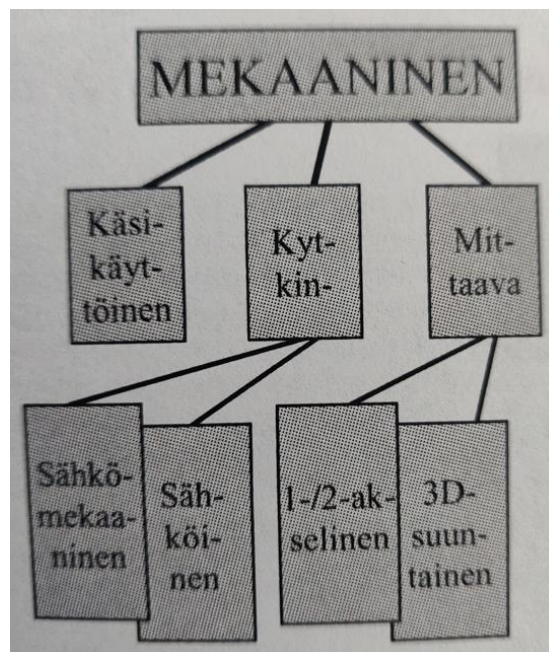 MEKAANINEN
Käsi-
käyt-
töinen
Kyt-
kin-
Mit-
taava
Sähkö-
mekaa-
ninen
Säh-
köi-
nen
1-/2-ak-
selinen
3D-
suun-
tainen